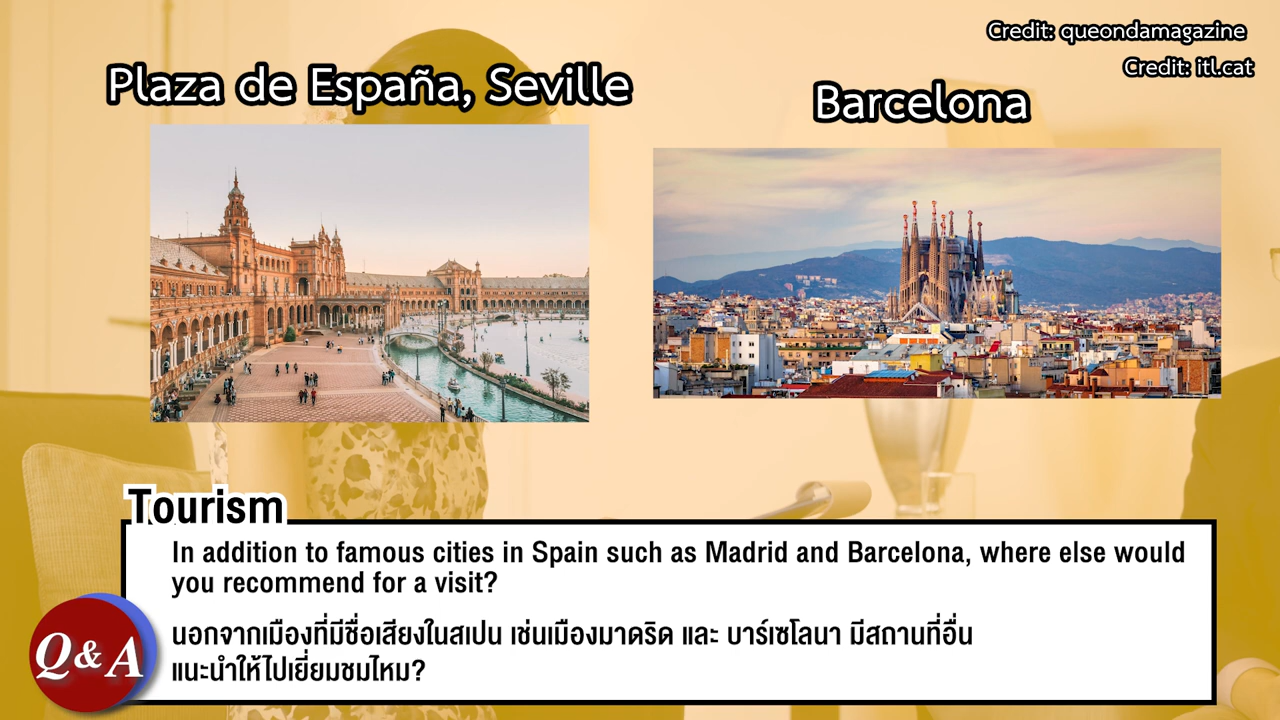 Credit: queondamagazine
Credit: itl.cat
Plaza de España, Seville
Barcelona
Tourism
In addition to famous cities in Spain such as Madrid and Barcelona, where else would
you recommend for a visit?
นอกจากเมืองที่มีชื่อเสียงในสเปน เช่นเมืองมาดริด และ บาร์เซโลนา มีสถานที่อื่น
แนะนำให้ไปเยี่ยมชมไหม?
Q&A